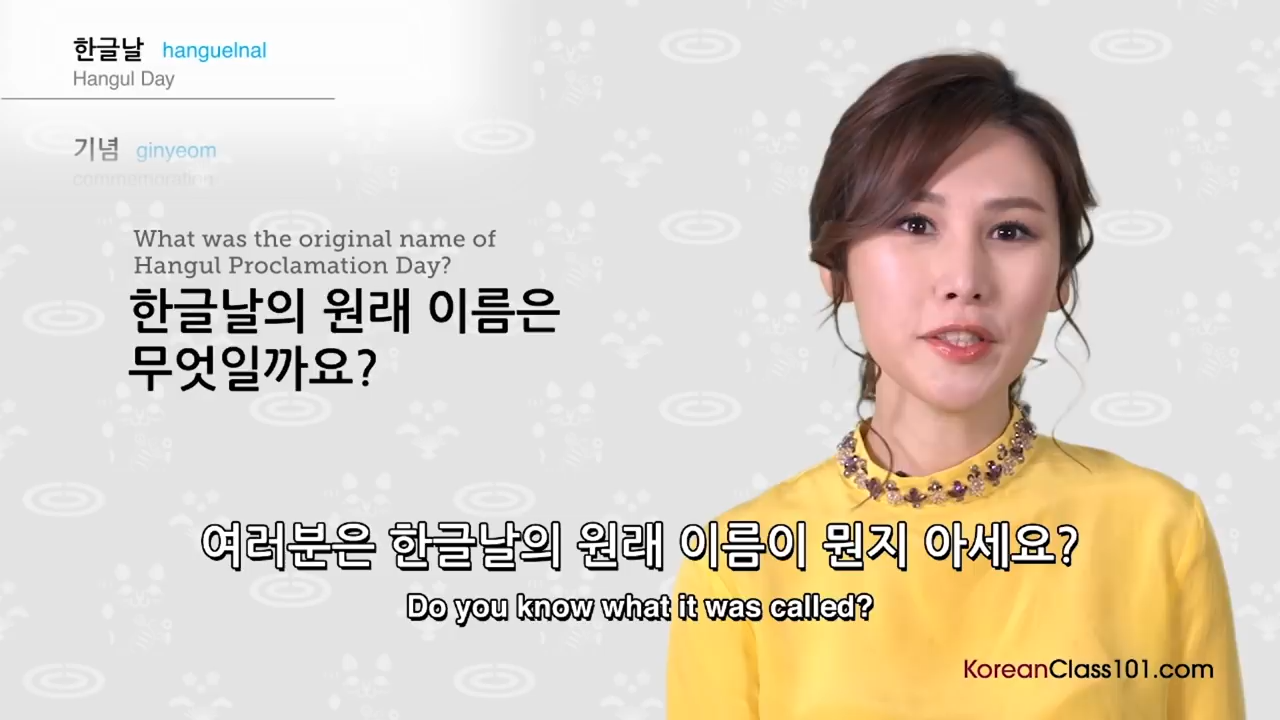 한글날 hanguelnal
Hangul Day
기념 ginyeom
commemorating
What was the original name of
Hangul Proclamation Day?
한글날의 원래 이름은
무엇일까요?
여러분은 한글날의 원래 이름이 뭔지 아세요?
Do you know what it was called?
KoreanClass101.com